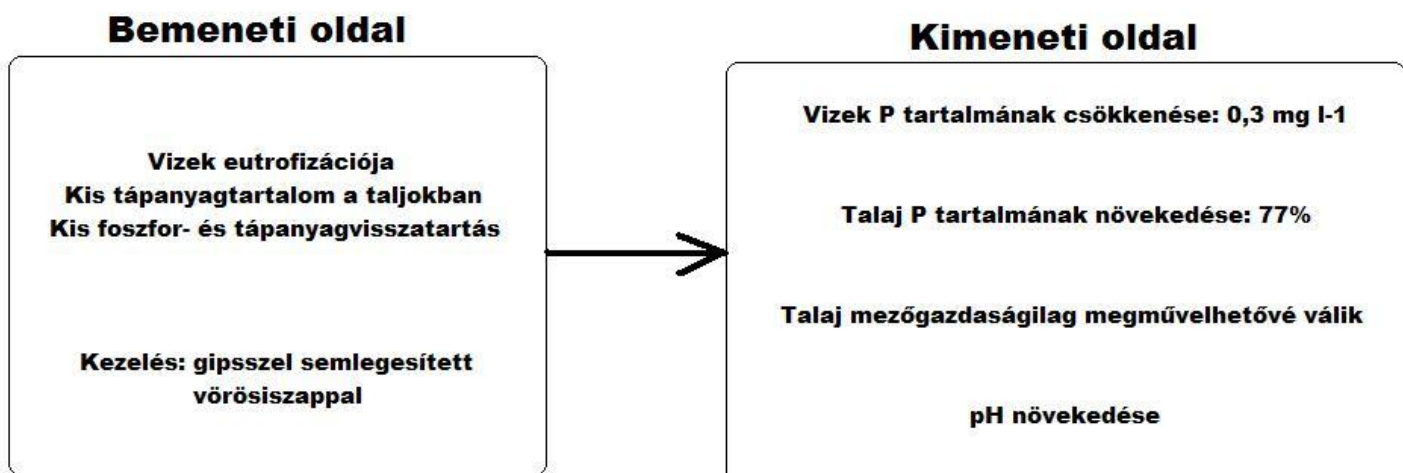 Bemeneti oldal
Vizek eutrofizációja
Kis tápanyagtartalom a taljokban
Kis foszfor- és tápanyagvisszatartás
Kezelés: gipsszel semlegesített
vörösiszappal
Kimeneti oldal
Vizek P tartalmának csökkenése: 0,3 mg l-1
Talaj P tartalmának növekedése: 77%
Talaj mezőgazdaságilag megművelhetővé válik
pH növekedése